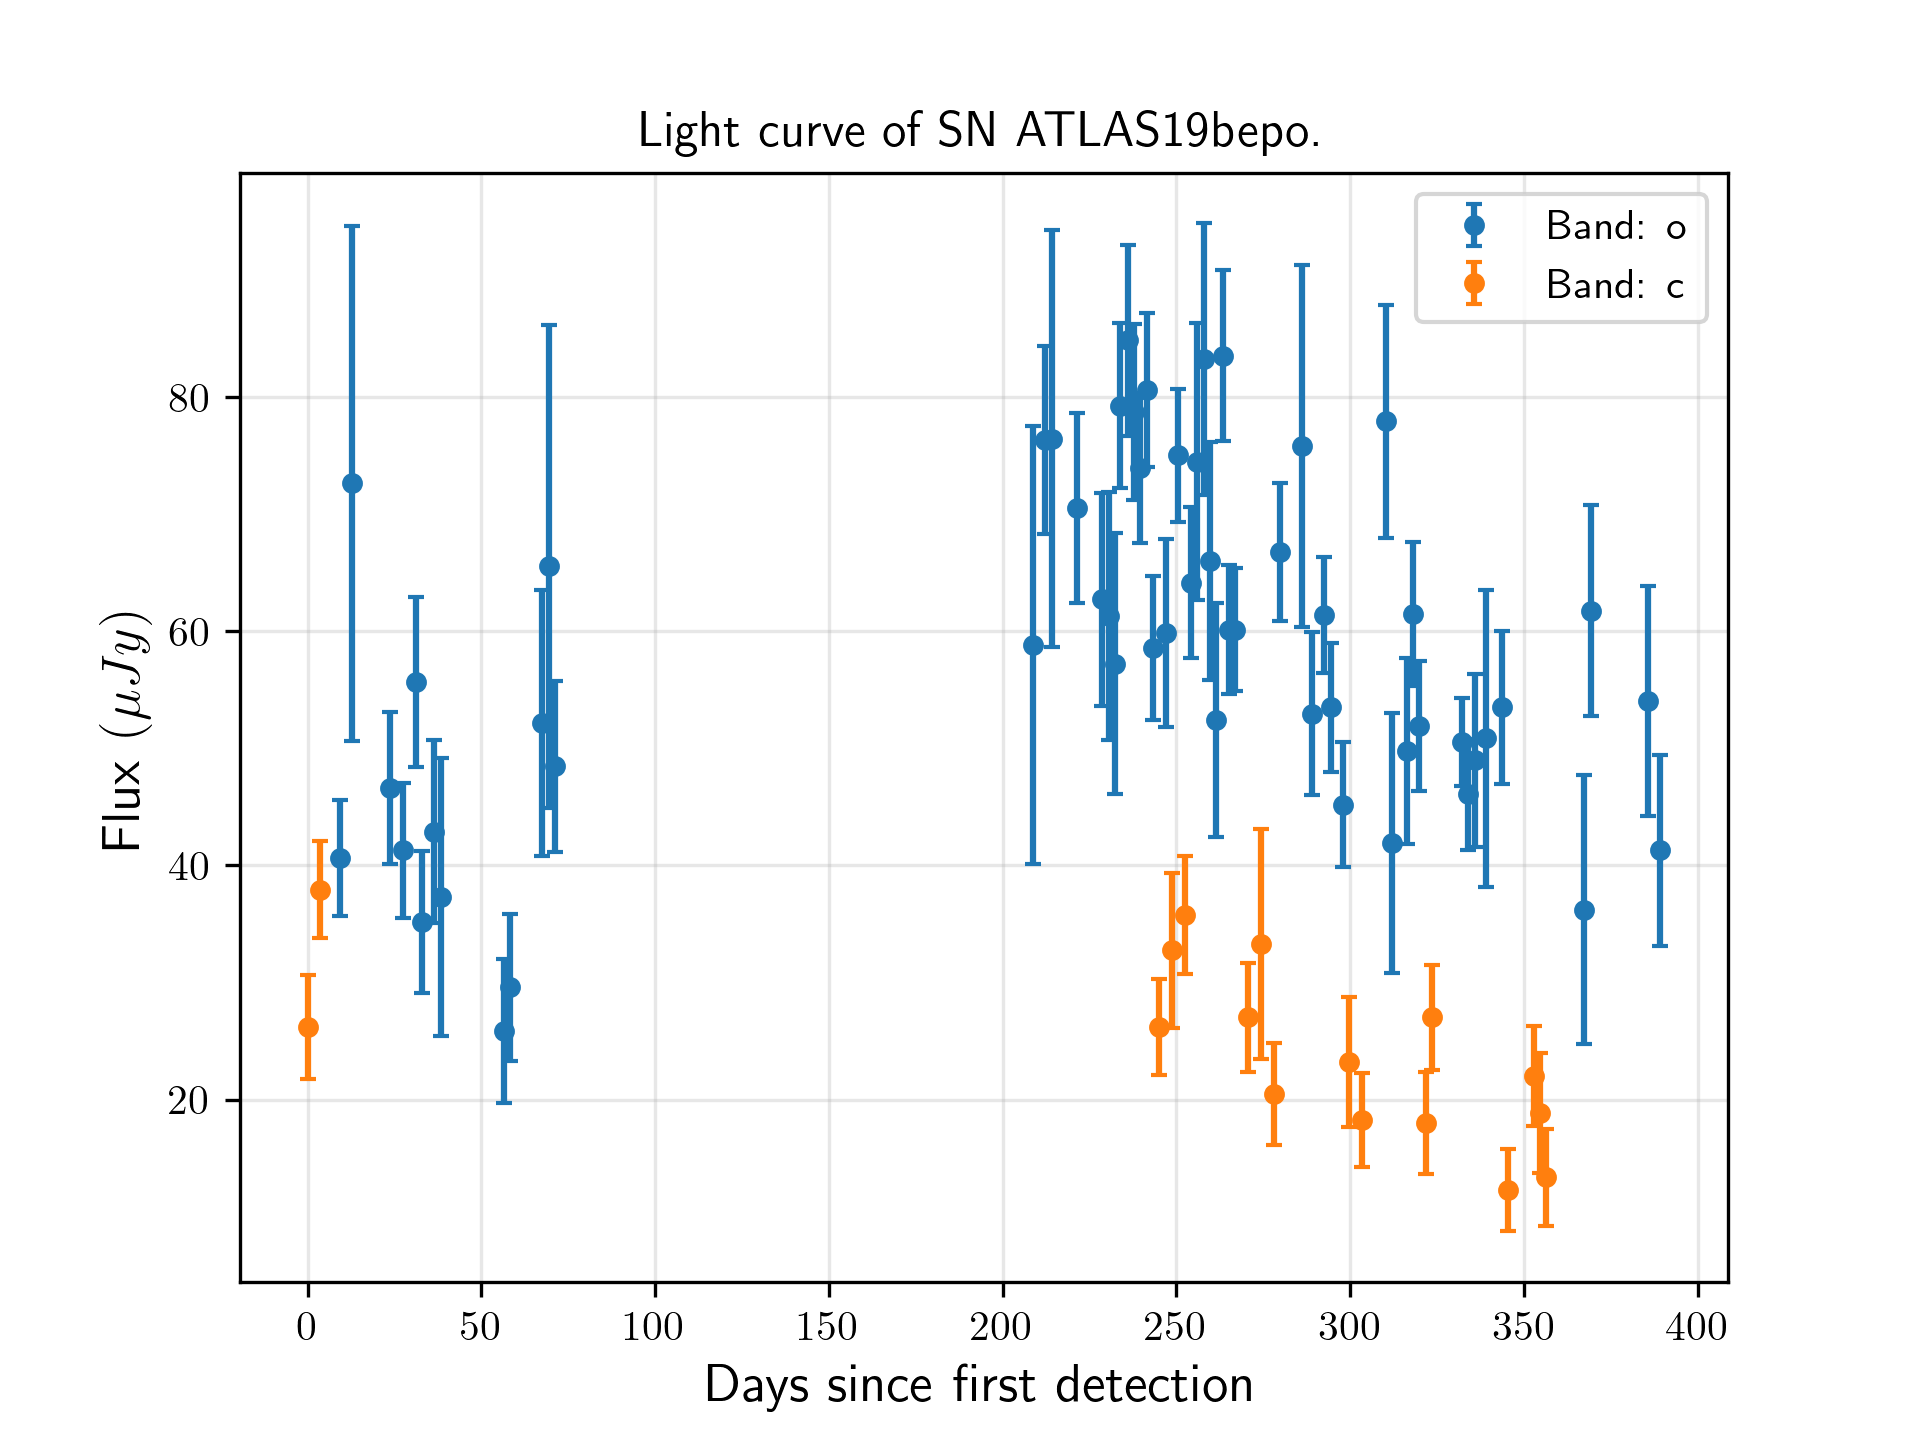 Light curve of SN ATLAS19bepo.
Band: o
Band: c
Flux (μJy)
80
60
40
20
0 50 100 150 200 250 300 350 400
Days since first detection